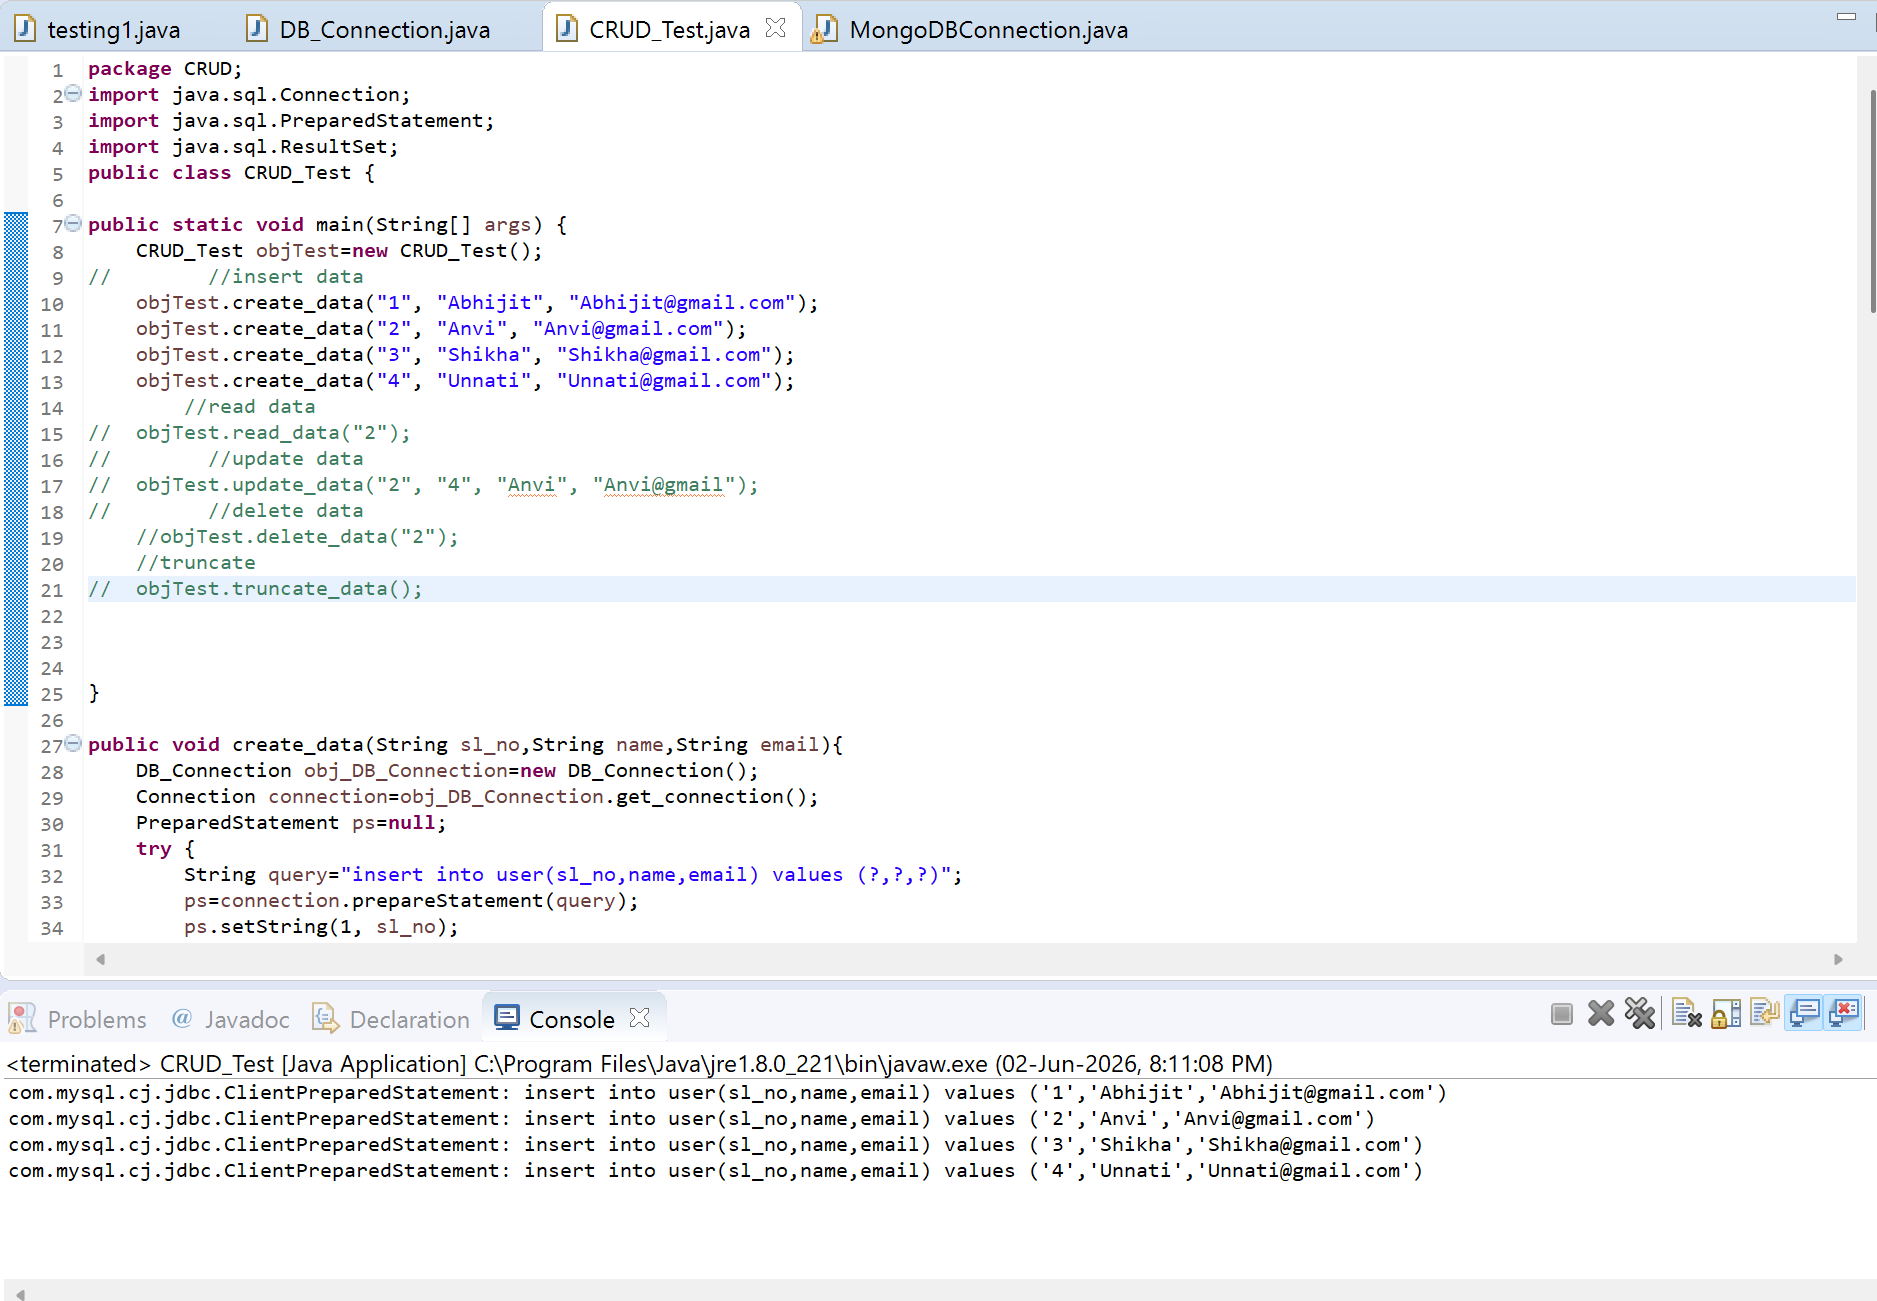 testing1.java DB_Connection.java CRUD_Test.java MongoDBConnection.java
1 package CRUD;
2 import java.sql.Connection;
3 import java.sql.PreparedStatement;
4 import java.sql.ResultSet;
5 public class CRUD_Test {
6
7 public static void main(String[] args) {
8     CRUD_Test objTest=new CRUD_Test();
9 //        //insert data
10     objTest.create_data("1", "Abhijit", "Abhijit@gmail.com");
11     objTest.create_data("2", "Anvi", "Anvi@gmail.com");
12     objTest.create_data("3", "Shikha", "Shikha@gmail.com");
13     objTest.create_data("4", "Unnati", "Unnati@gmail.com");
14         //read data
15 //  objTest.read_data("2");
16 //        //update data
17 //  objTest.update_data("2", "4", "Anvi", "Anvi@gmail");
18 //        //delete data
19     //objTest.delete_data("2");
20     //truncate
21 //  objTest.truncate_data();
22
23
24
25 }
26
27 public void create_data(String sl_no,String name,String email){
28     DB_Connection obj_DB_Connection=new DB_Connection();
29     Connection connection=obj_DB_Connection.get_connection();
30     PreparedStatement ps=null;
31     try {
32         String query="insert into user(sl_no,name,email) values (?,?,?)";
33         ps=connection.prepareStatement(query);
34         ps.setString(1, sl_no);
Problems @ Javadoc Declaration Console
<terminated> CRUD_Test [Java Application] C:\Program Files\Java\jre1.8.0_221\bin\javaw.exe (02-Jun-2026, 8:11:08 PM)
com.mysql.cj.jdbc.ClientPreparedStatement: insert into user(sl_no,name,email) values ('1','Abhijit','Abhijit@gmail.com')
com.mysql.cj.jdbc.ClientPreparedStatement: insert into user(sl_no,name,email) values ('2','Anvi','Anvi@gmail.com')
com.mysql.cj.jdbc.ClientPreparedStatement: insert into user(sl_no,name,email) values ('3','Shikha','Shikha@gmail.com')
com.mysql.cj.jdbc.ClientPreparedStatement: insert into user(sl_no,name,email) values ('4','Unnati','Unnati@gmail.com')